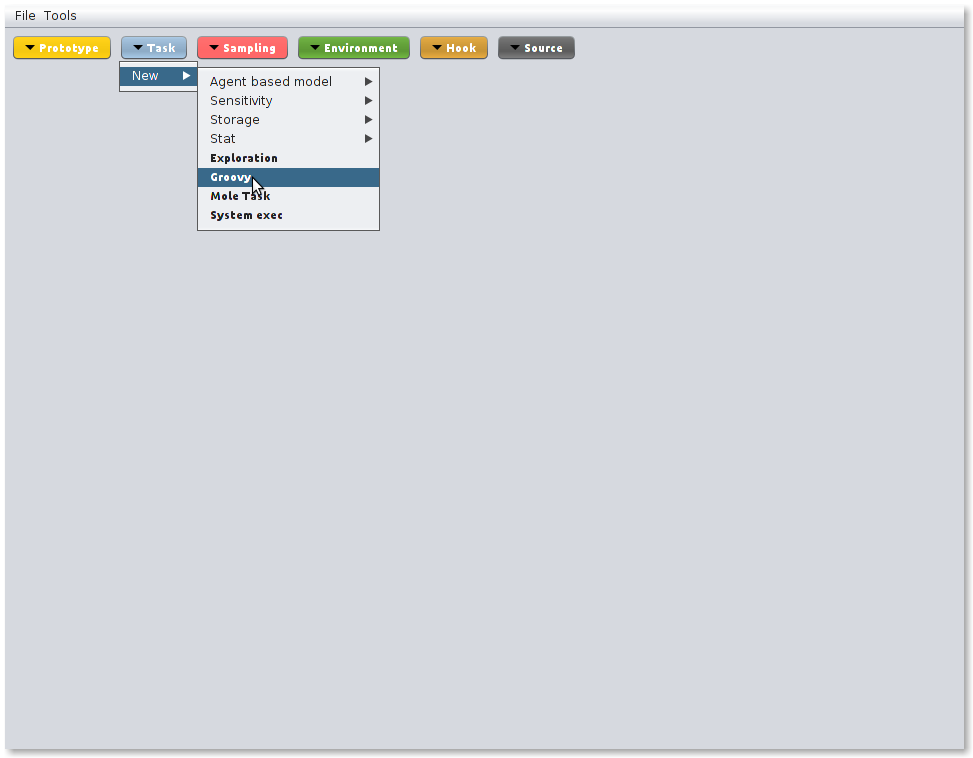 File Tools
Prototype Task Sampling Environment Hook Source
New
Agent based model
Sensitivity
Storage
Stat
Exploration
Groovy
Mole Task
System exec